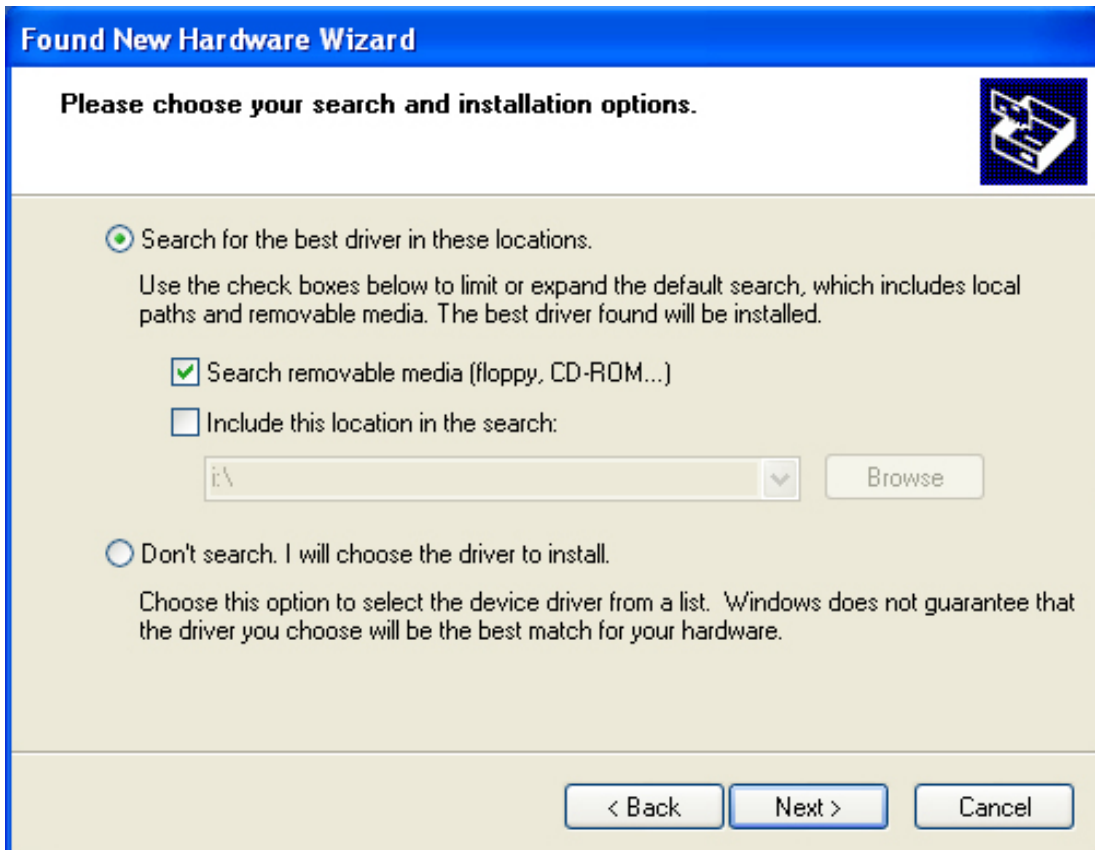 Found New Hardware Wizard
Please choose your search and installation options.
Search for the best driver in these locations.
Use the check boxes below to limit or expand the default search, which includes local
paths and removable media. The best driver found will be installed.
Search removable media (floppy, CD-ROM...)
Include this location in the search:
i:\
Browse
Don't search. I will choose the driver to install.
Choose this option to select the device driver from a list.  Windows does not guarantee that
the driver you choose will be the best match for your hardware.
< Back
Next >
Cancel